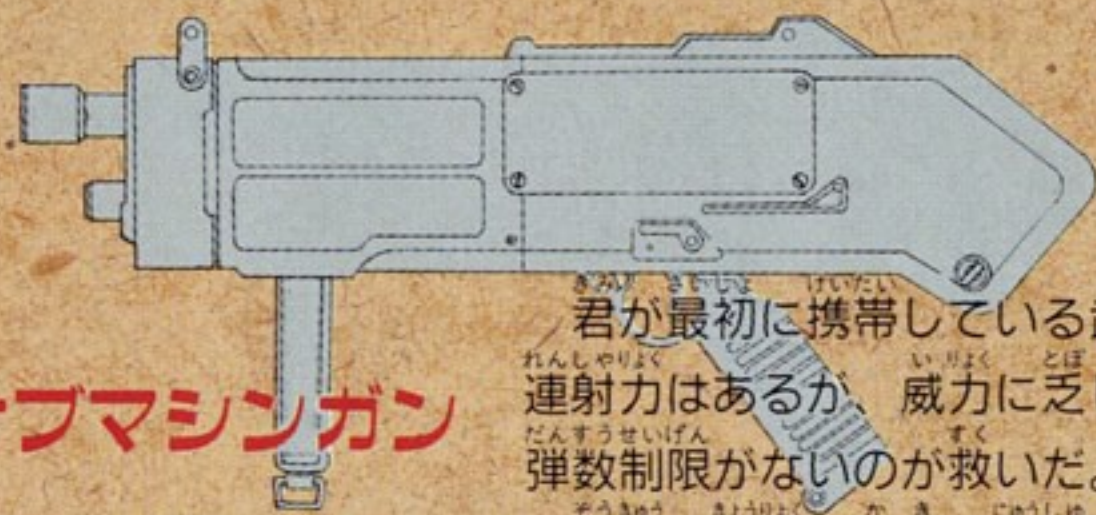 ブマシンガン
君が最初に携帯している
連射力はあるが、威力に乏
弾数制限がないのが救いだ。